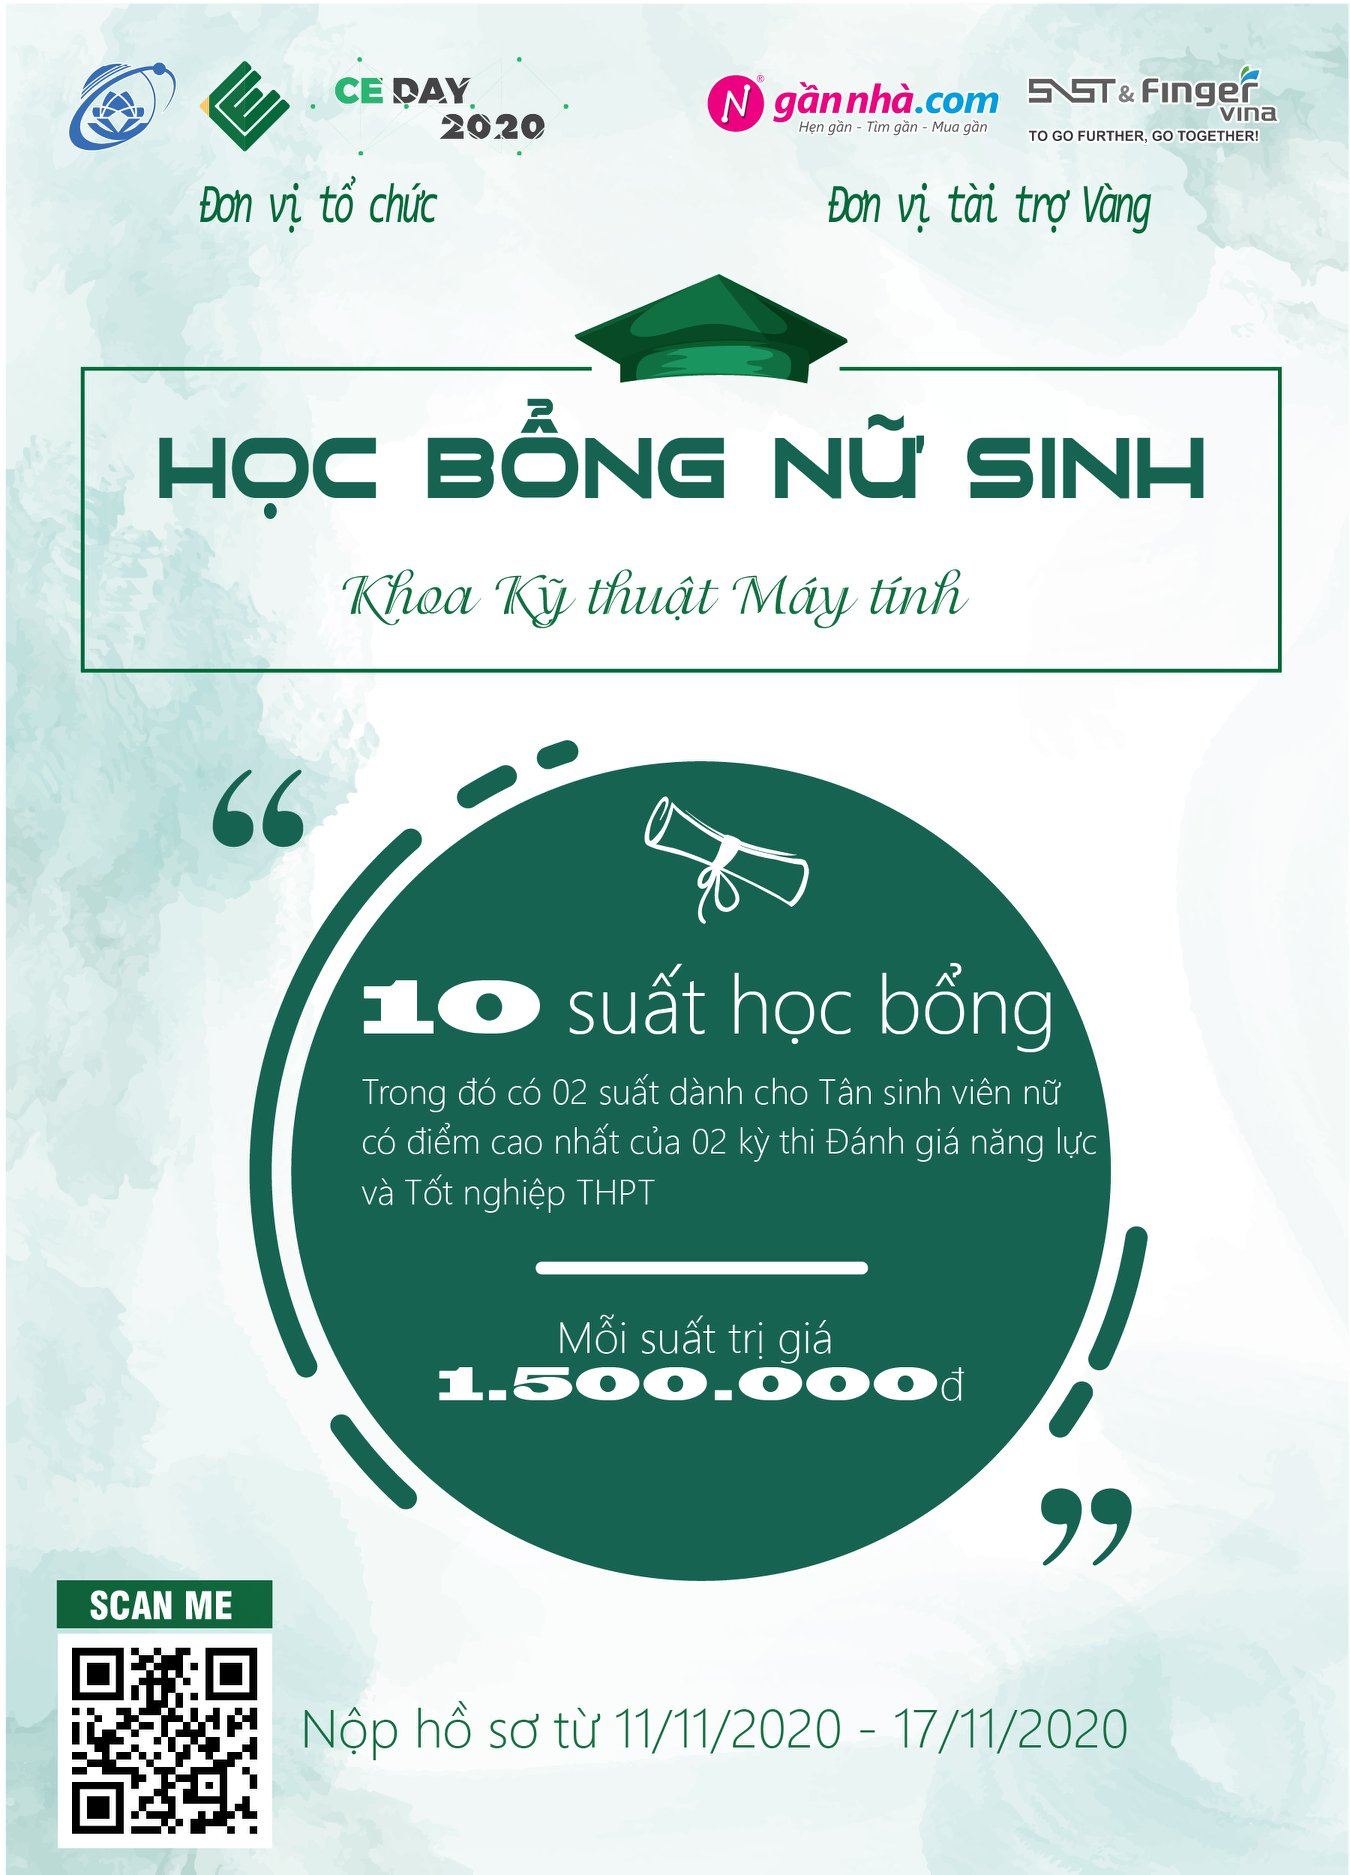 CE DAY
2020
gần nhà.com
Hẹn gần - Tìm gần - Mua gần
SNST & Finger
vina
TO GO FURTHER, GO TOGETHER!
Đơn vị tổ chức
Đơn vị tài trợ Vàng
HỌC BỔNG NỮ SINH
Khoa Kỹ thuật Máy tính
10 suất học bổng
Trong đó có 02 suất dành cho Tân sinh viên nữ
có điểm cao nhất của 02 kỳ thi Đánh giá năng lực
và Tốt nghiệp THPT
Mỗi suất trị giá
1.500.000đ
SCAN ME
Nộp hồ sơ từ 11/11/2020 - 17/11/2020